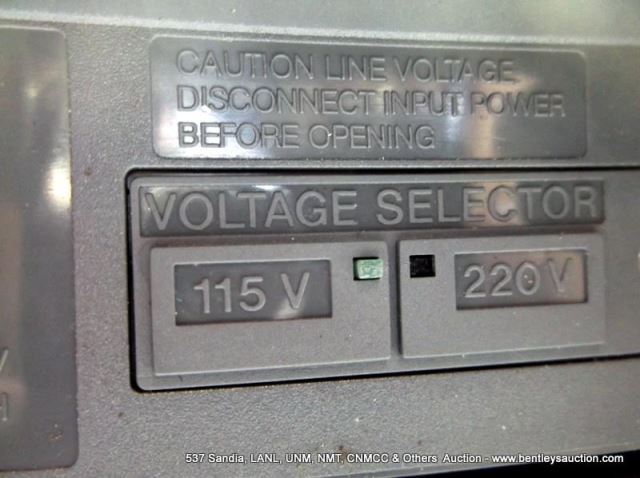 CAUTION LINE VOLTAGE
DISCONNECT INPUT POWER
BEFORE OPENING
VOLTAGE SELECTOR
115 V
220 V
537 Sandia, LANL, UNM, NMT, CNMCC & Others Auction - www.bentleysauction.com